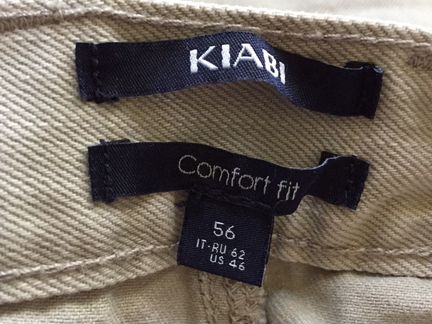 KIABI
Comfort fit
56
IT-RU 62
US 46